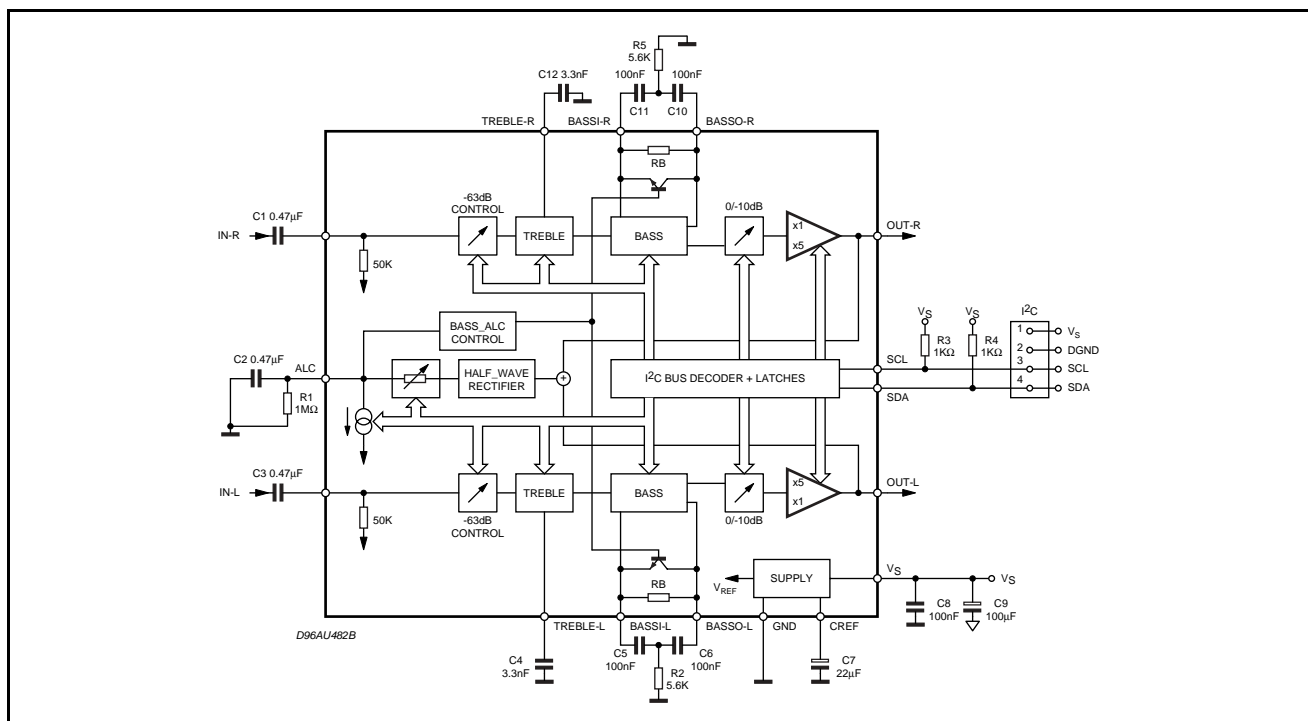 R5
5.6K
C12 3.3nF
100nF
100nF
C11
C10
TREBLE-R
BASSI-R
BASSO-R
RB
-63dB
CONTROL
0/-10dB
C1 0.47µF
IN-R
50K
TREBLE
BASS
x1
x5
OUT-R
BASS_ALC
CONTROL
C2 0.47µF
ALC
R1
1MΩ
HALF_WAVE
RECTIFIER
+
I²C BUS DECODER + LATCHES
SCL
SDA
VS
R3
1KΩ
VS
R4
1KΩ
I²C
1
VS
2
DGND
3
SCL
4
SDA
C3 0.47µF
IN-L
50K
-63dB
CONTROL
TREBLE
BASS
0/-10dB
x5
x1
OUT-L
RB
VREF
SUPPLY
VS
VS
C8
100nF
C9
100µF
D96AU482B
TREBLE-L
BASSI-L
BASSO-L
GND
CREF
C4
3.3nF
C5
100nF
C6
100nF
R2
5.6K
C7
22µF